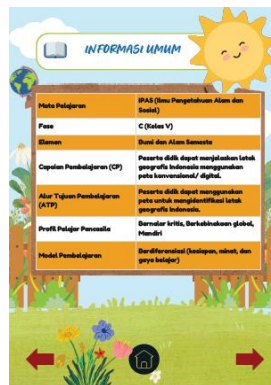 INFORMASI UMUM
Mata Pelajaran
IPAS (Ilmu Pengetahuan Alam dan
Sosial)
Fase
C (Kelas V)
Elemen
Bumi dan Alam Semesta
Capaian Pembelajaran (CP)
Peserta didik dapat menjelaskan letak
geografis Indonesia menggunakan
peta konvensional/ digital.
Alur Tujuan Pembelajaran
(ATP)
Peserta didik dapat menggunakan
peta untuk mengidentifikasi letak
geografis Indonesia.
Profil Pelajar Pancasila
Bernalar kritis, Berkebinekaan global,
Mandiri
Model Pembelajaran
Berdiferensiasi (kesiapan, minat, dan
gaya belajar)